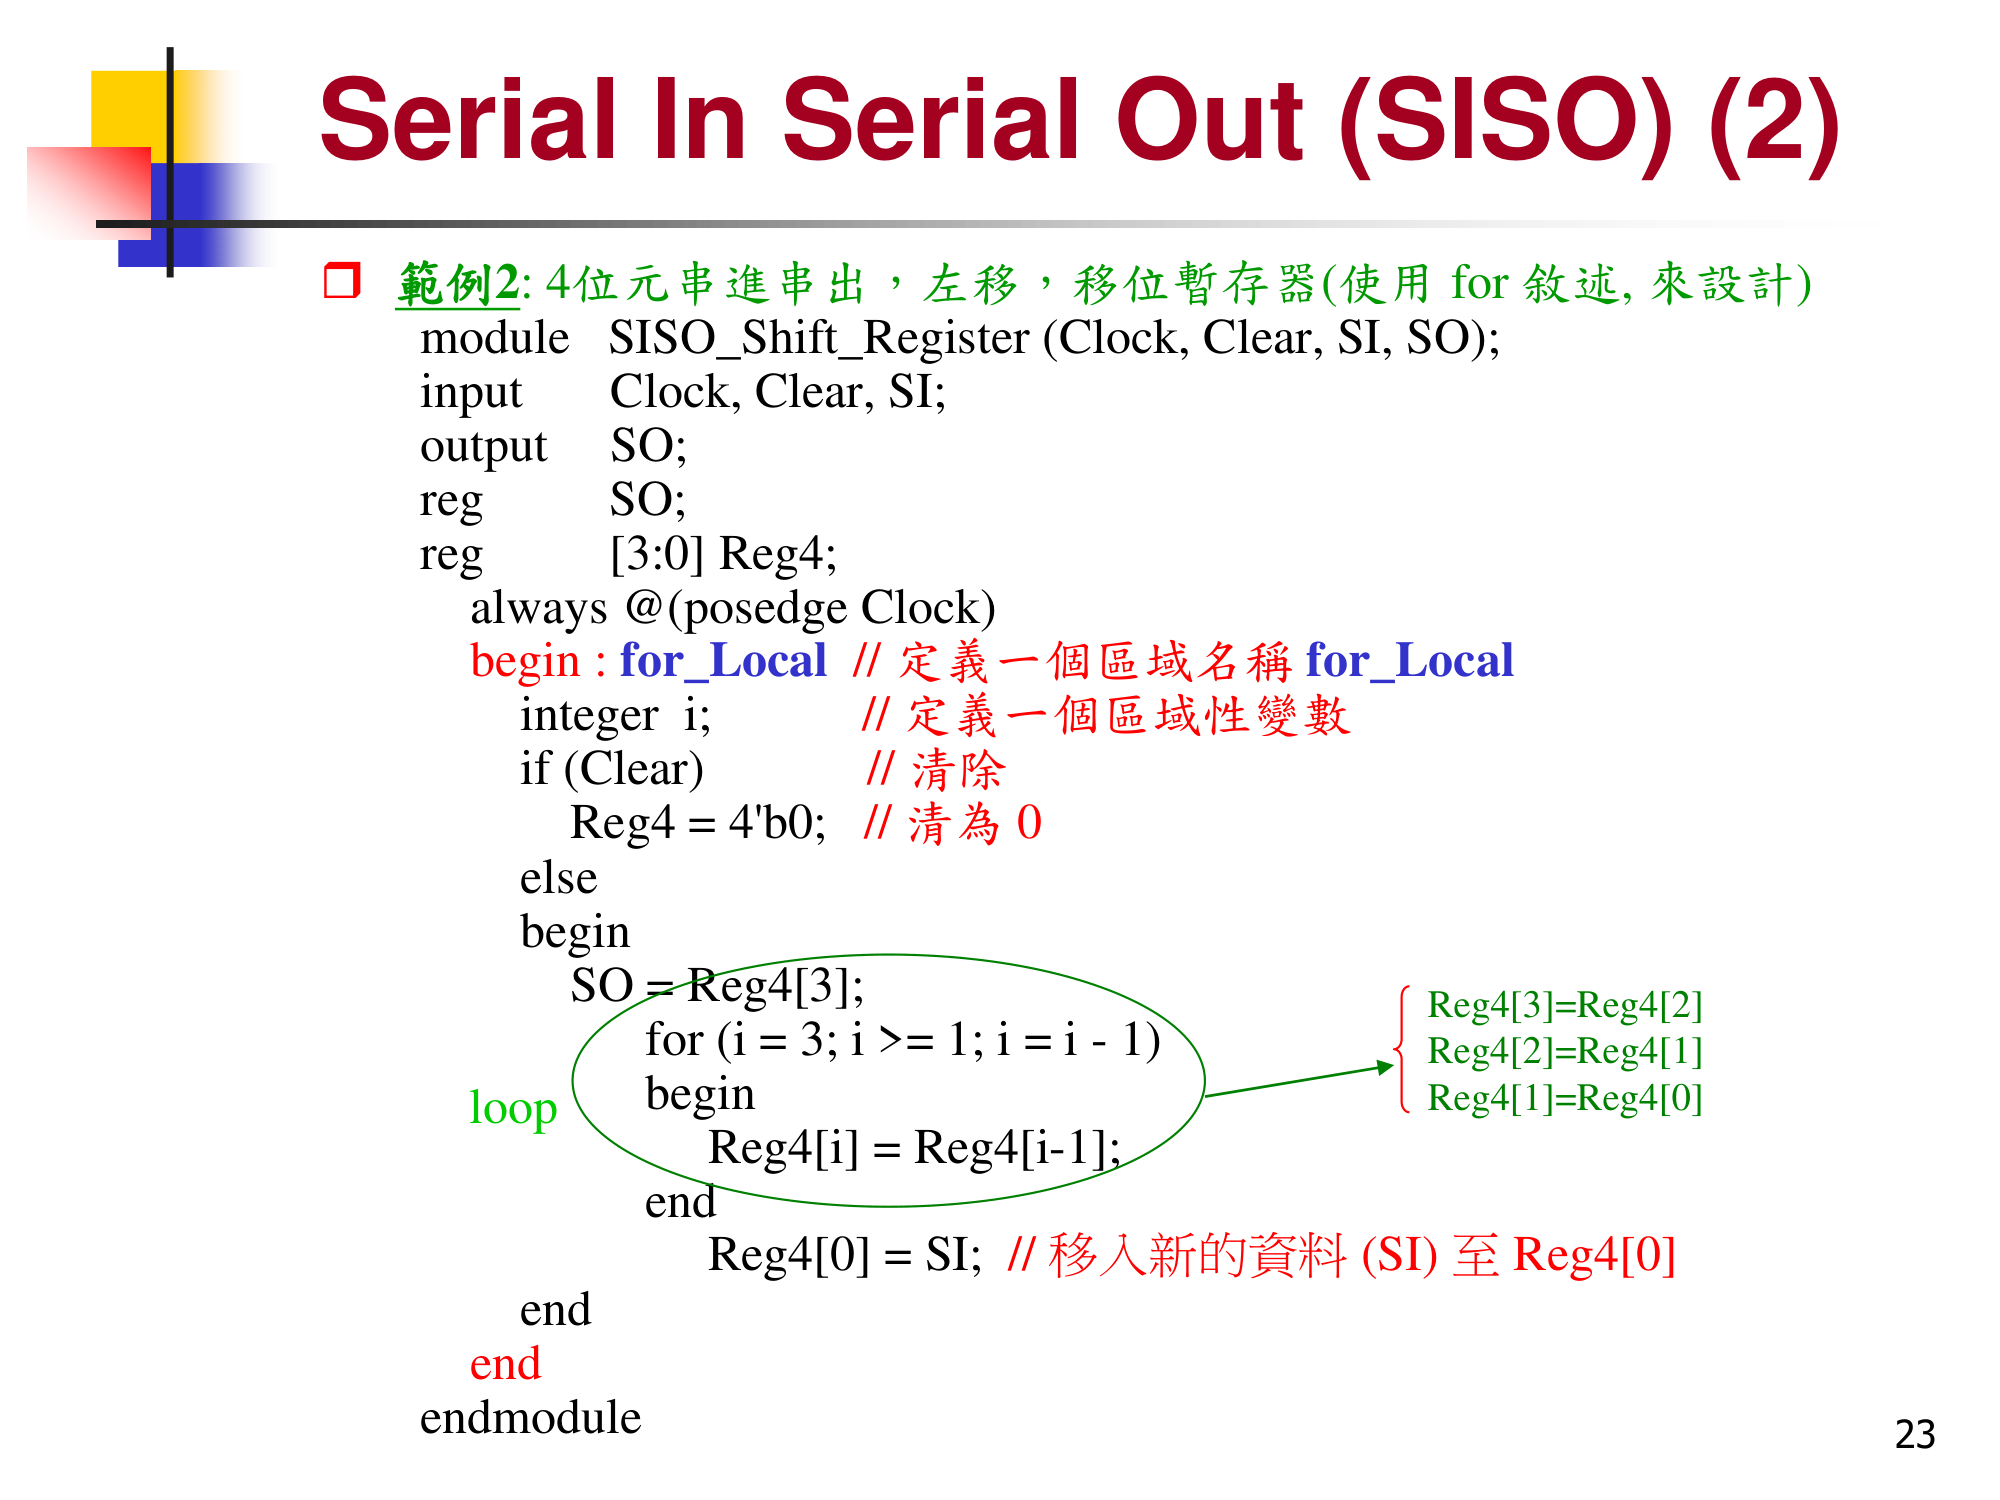 Serial In Serial Out (SISO) (2)
範例2: 4位元串進串出，左移，移位暫存器(使用 for 敘述, 來設計)
module SISO_Shift_Register (Clock, Clear, SI, SO);
input Clock, Clear, SI;
output SO;
reg SO;
reg [3:0] Reg4;
always @(posedge Clock)
begin : for_Local // 定義一個區域名稱 for_Local
integer i; // 定義一個區域性變數
if (Clear) // 清除
Reg4 = 4'b0; // 清為 0
else
begin
SO = Reg4[3];
for (i = 3; i >= 1; i = i - 1)
begin
loop
Reg4[i] = Reg4[i-1];
end
Reg4[3]=Reg4[2]
Reg4[2]=Reg4[1]
Reg4[1]=Reg4[0]
Reg4[0] = SI; // 移入新的資料 (SI) 至 Reg4[0]
end
end
endmodule
23